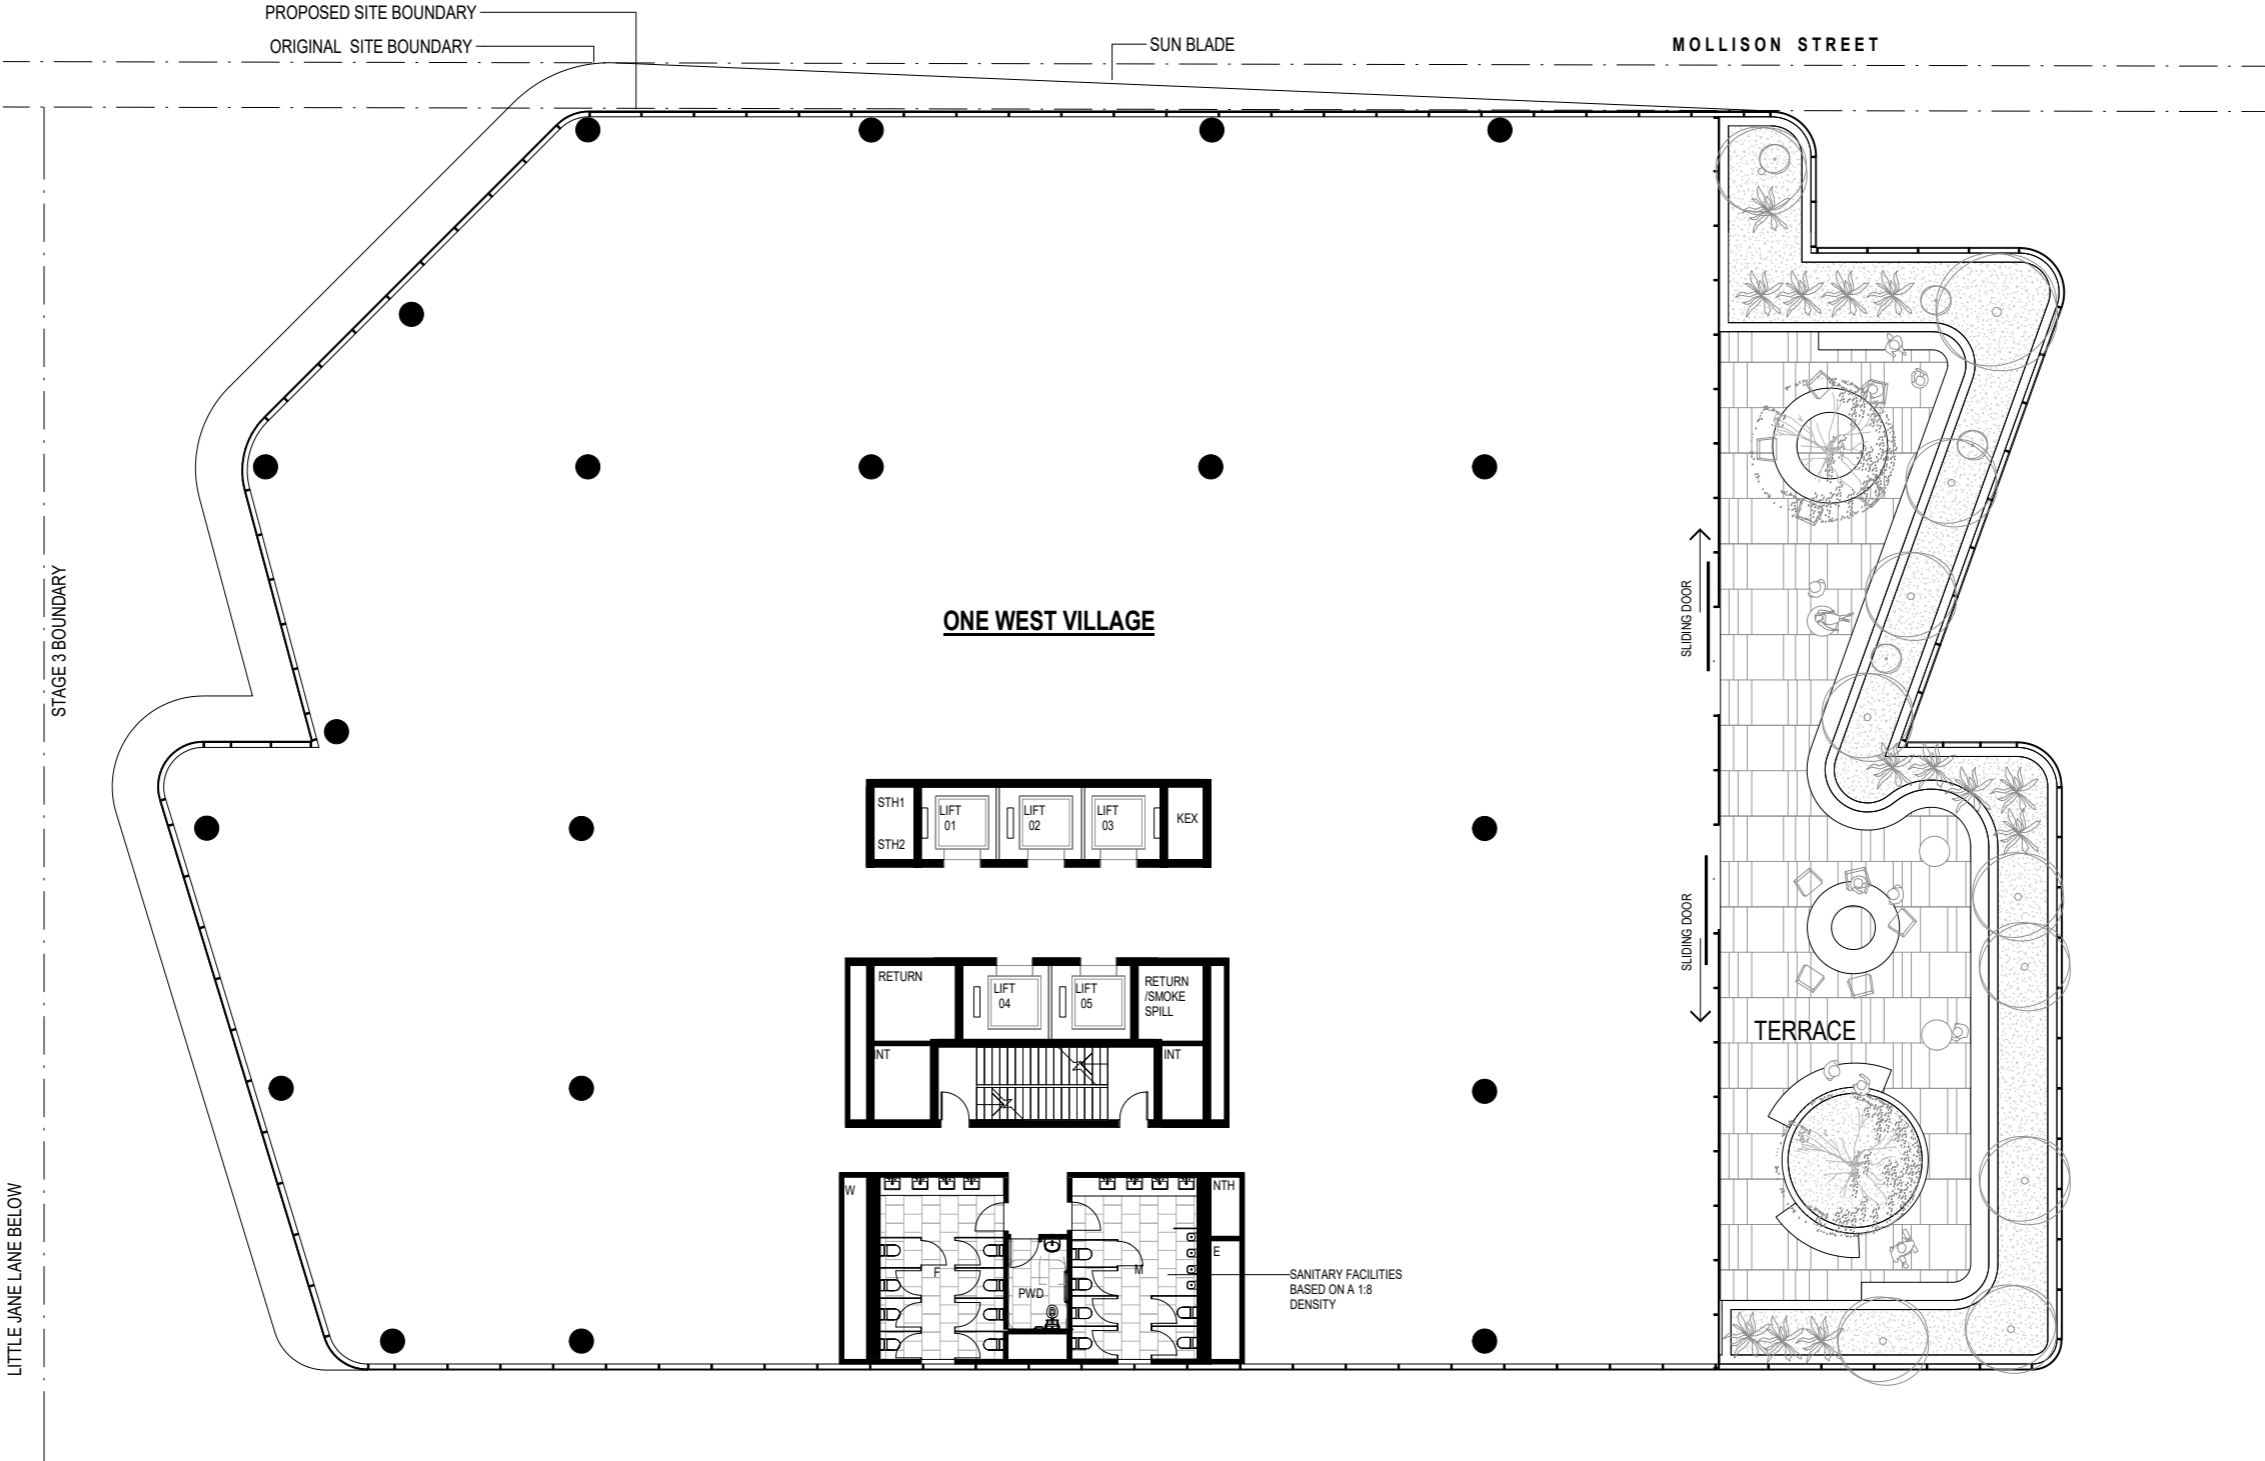 PROPOSED SITE BOUNDARY
ORIGINAL SITE BOUNDARY
SUN BLADE
MOLLISON STREET
STAGE 3 BOUNDARY
LITTLE JANE LANE BELOW
ONE WEST VILLAGE
SLIDING DOOR
SLIDING DOOR
STH1
STH2
LIFT
01
LIFT
02
LIFT
03
KEX
RETURN
LIFT
04
LIFT
05
RETURN
/SMOKE
SPILL
INT
INT
TERRACE
W
F
PWD
M
NTH
E
SANITARY FACILITIES
BASED ON A 1:8
DENSITY